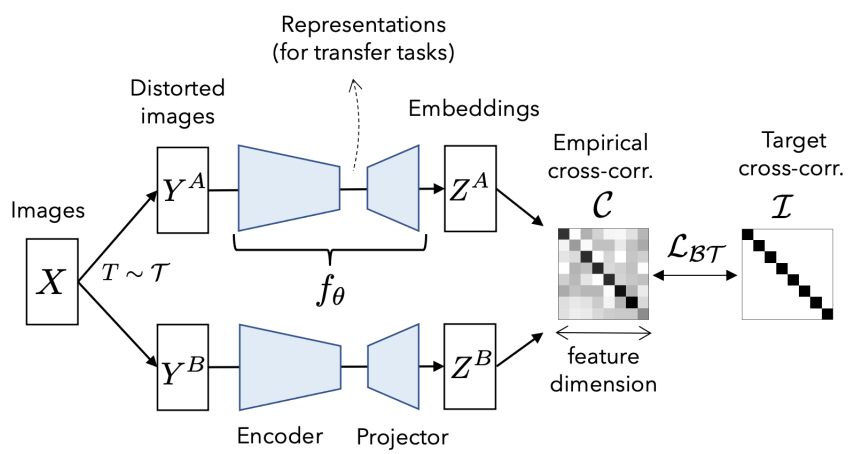 Representations
(for transfer tasks)
Distorted
images
Embeddings
Empirical
cross-corr.
Target
cross-corr.
Images
Y^A
Z^A
𝒞
ℐ
X
T ∼ 𝒯
f_θ
ℒ_ℬ𝒯
Y^B
Z^B
feature
dimension
Encoder
Projector